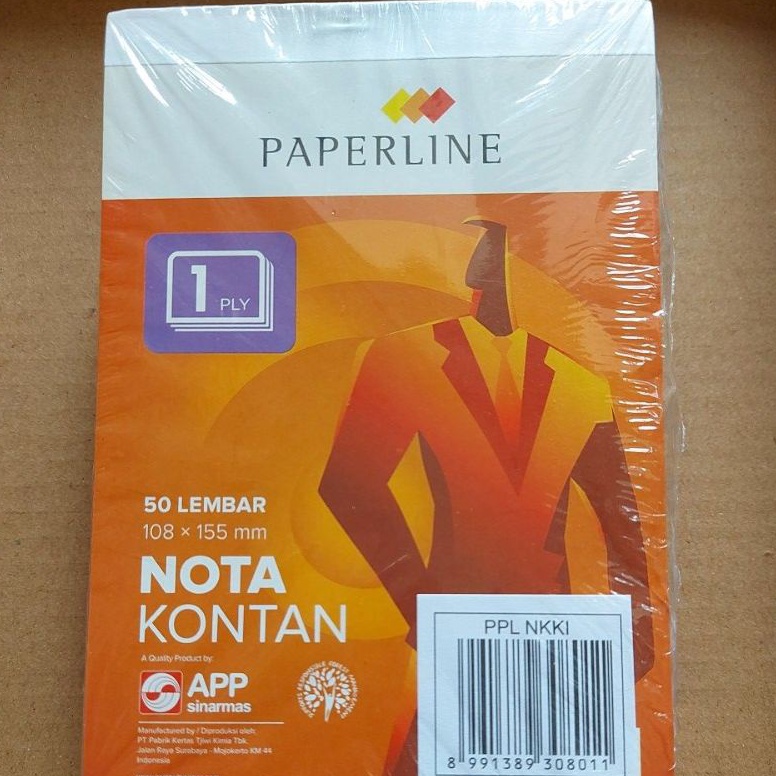 PAPERLINE
1 PLY
50 LEMBAR
108 × 155 mm
NOTA
KONTAN
A Quality Product by:
APP
sinarmas
Manufactured by / Diproduksi oleh:
PT. Pabrik Kertas Tjiwi Kimia Tbk.
Jalan Raya Surabaya - Mojokerto KM 44
Indonesia
PPL NKKI
8 991389 308011